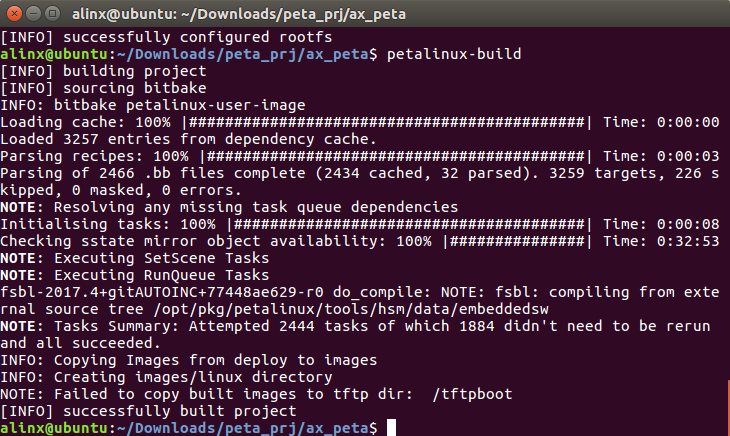 alinx@ubuntu: ~/Downloads/peta_prj/ax_peta
[INFO] successfully configured rootfs
alinx@ubuntu:~/Downloads/peta_prj/ax_peta$ petalinux-build
[INFO] building project
[INFO] sourcing bitbake
INFO: bitbake petalinux-user-image
Loading cache: 100% |############################################| Time: 0:00:00
Loaded 3257 entries from dependency cache.
Parsing recipes: 100% |##########################################| Time: 0:00:03
Parsing of 2466 .bb files complete (2434 cached, 32 parsed). 3259 targets, 226 s
kipped, 0 masked, 0 errors.
NOTE: Resolving any missing task queue dependencies
Initialising tasks: 100% |#######################################| Time: 0:00:08
Checking sstate mirror object availability: 100% |###############| Time: 0:32:53
NOTE: Executing SetScene Tasks
NOTE: Executing RunQueue Tasks
fsbl-2017.4+gitAUTOINC+77448ae629-r0 do_compile: NOTE: fsbl: compiling from exte
rnal source tree /opt/pkg/petalinux/tools/hsm/data/embeddedsw
NOTE: Tasks Summary: Attempted 2444 tasks of which 1884 didn't need to be rerun
and all succeeded.
INFO: Copying Images from deploy to images
INFO: Creating images/linux directory
NOTE: Failed to copy built images to tftp dir:  /tftpboot
[INFO] successfully built project
alinx@ubuntu:~/Downloads/peta_prj/ax_peta$